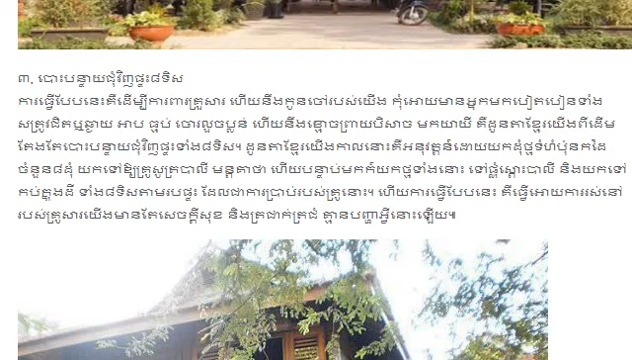 ៣. បោះបន្ទាយជុំវិញផ្ទះ៨ទិស
ការធ្វើបែបនេះគឺដើម្បីការពារគ្រួសារ ហើយនឹងកូនចៅរបស់យើង កុំអោយមានអ្នកមកបៀតបៀនទាំង
សត្រូវជិតឬឆ្ងាយ អាប ធ្មប់ ចោរលួចប្លន់ ហើយនឹងខ្មោចព្រាយបិសាច មកយាយី គឺដូនតាខ្មែរយើងពីដើម
តែងតែបោះបន្ទាយជុំវិញផ្ទះទាំង៨ទិស។ ដូនតាខ្មែរយើងកាលនោះគឺអនុវត្តន៍ដោយយកដុំថ្មទំហំប៉ុនកដៃ
ចំនួន៨ដុំ យកទៅឱ្យគ្រូសូត្របាលី មន្តគាថា ហើយបន្ទាប់មកក៍យកថ្មទាំងនោះ ទៅផ្លុំស្តោះបាលី និងយកទៅ
កប់ក្នុងដី ទាំង៨ទិសតាមរបផ្ទះ ដែលជាការប្រាប់របស់គ្រូនោះ។ ហើយការធ្វើបែបនេះ គឺធ្វើអោយការរស់នៅ
របស់គ្រួសារយើងមានតែសេចក្តីសុខ និងត្រជាក់ត្រជំ គ្មានបញ្ហាអ្វីនោះឡើយ៕